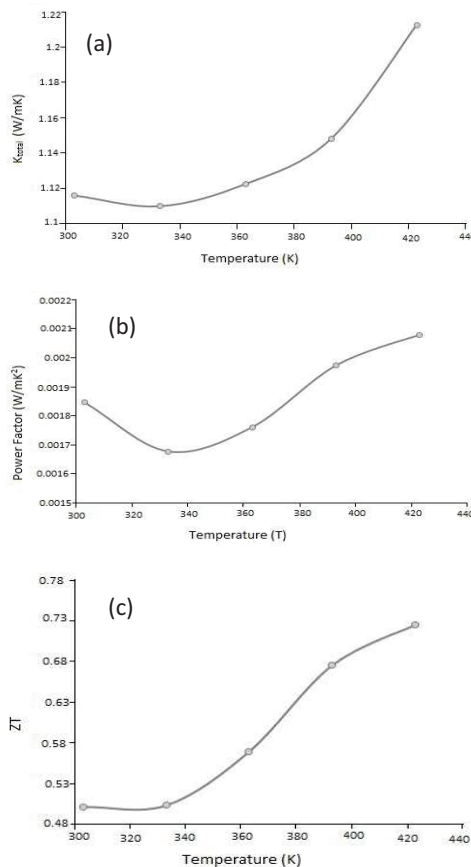 (a)
1.22
1.2
1.18
1.16
1.14
1.12
1.1
K_total (W/mK)
300 320 340 360 380 400 420 44
Temperature (K)
(b)
0.0022
0.0021
0.002
0.0019
0.0018
0.0017
0.0016
0.0015
Power Factor (W/mK²)
300 320 340 360 380 400 420 440
Temperature (T)
(c)
0.78
0.73
0.68
0.63
0.58
0.53
0.48
ZT
300 320 340 360 380 400 420 440
Temperature (K)